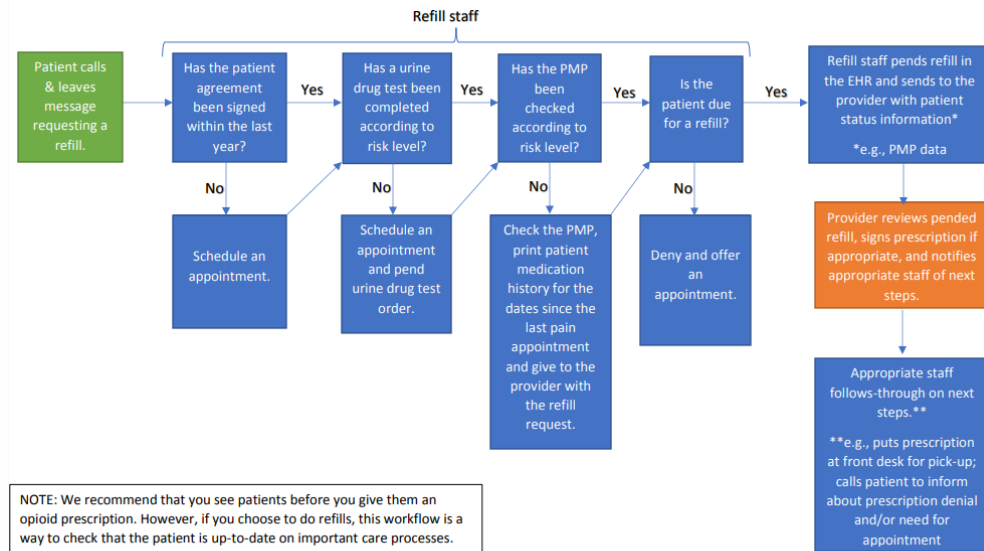 Refill staff
Patient calls
& leaves
message
requesting a
refill.
Has the patient
agreement
been signed
within the last
year?
Yes
Has a urine
drug test been
completed
according to
risk level?
Yes
Has the PMP
been
checked
according to
risk level?
Yes
Is the
patient due
for a refill?
Yes
Refill staff pends refill in
the EHR and sends to the
provider with patient
status information*
*e.g., PMP data
No
No
No
No
Schedule an
appointment.
Schedule an
appointment
and pend
urine drug test
order.
Check the PMP,
print patient
medication
history for the
dates since the
last pain
appointment
and give to the
provider with
the refill
request.
Deny and offer
an
appointment.
Provider reviews pended
refill, signs prescription if
appropriate, and notifies
appropriate staff of next
steps.
Appropriate staff
follows-through on next
steps.**
**e.g., puts prescription
at front desk for pick-up;
calls patient to inform
about prescription denial
and/or need for
appointment
NOTE: We recommend that you see patients before you give them an
opioid prescription. However, if you choose to do refills, this workflow is a
way to check that the patient is up-to-date on important care processes.